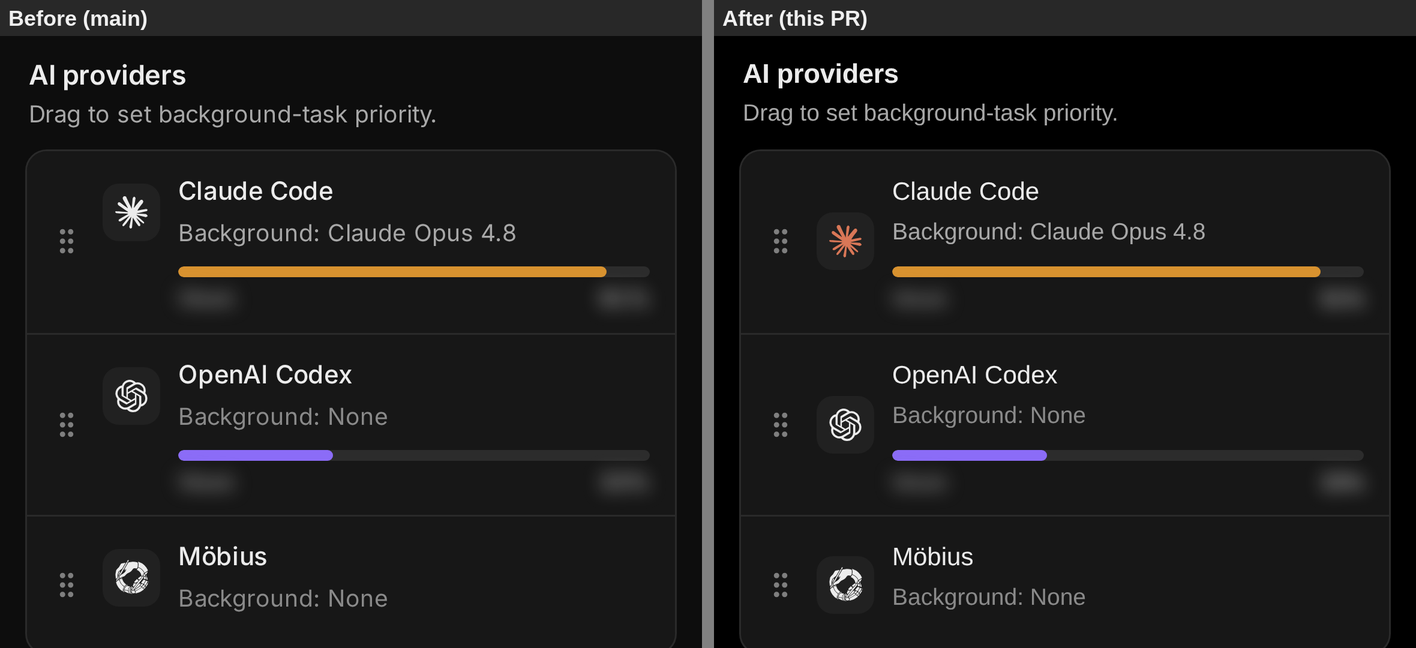 Before (main)
AI providers
Drag to set background-task priority.
Claude Code
Background: Claude Opus 4.8
OpenAI Codex
Background: None
Möbius
Background: None
After (this PR)
AI providers
Drag to set background-task priority.
Claude Code
Background: Claude Opus 4.8
OpenAI Codex
Background: None
Möbius
Background: None